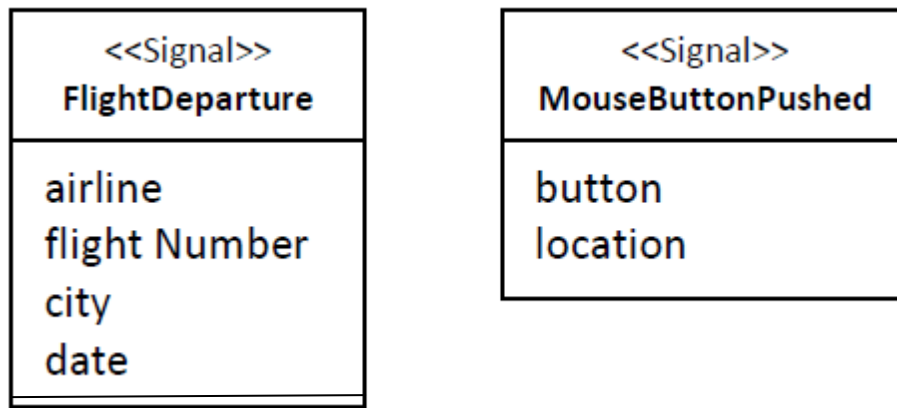 <<Signal>>
FlightDeparture
airline
flight Number
city
date
<<Signal>>
MouseButtonPushed
button
location